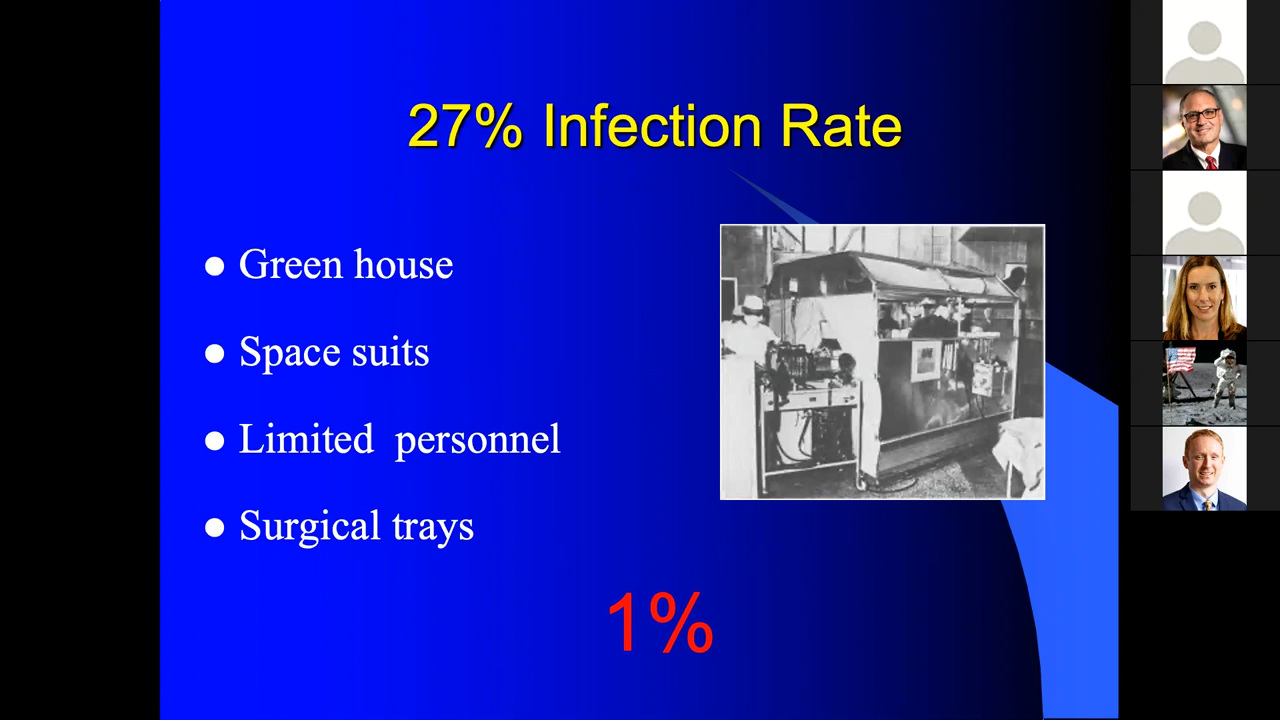 27% Infection Rate
Green house
Space suits
Limited personnel
Surgical trays
1%